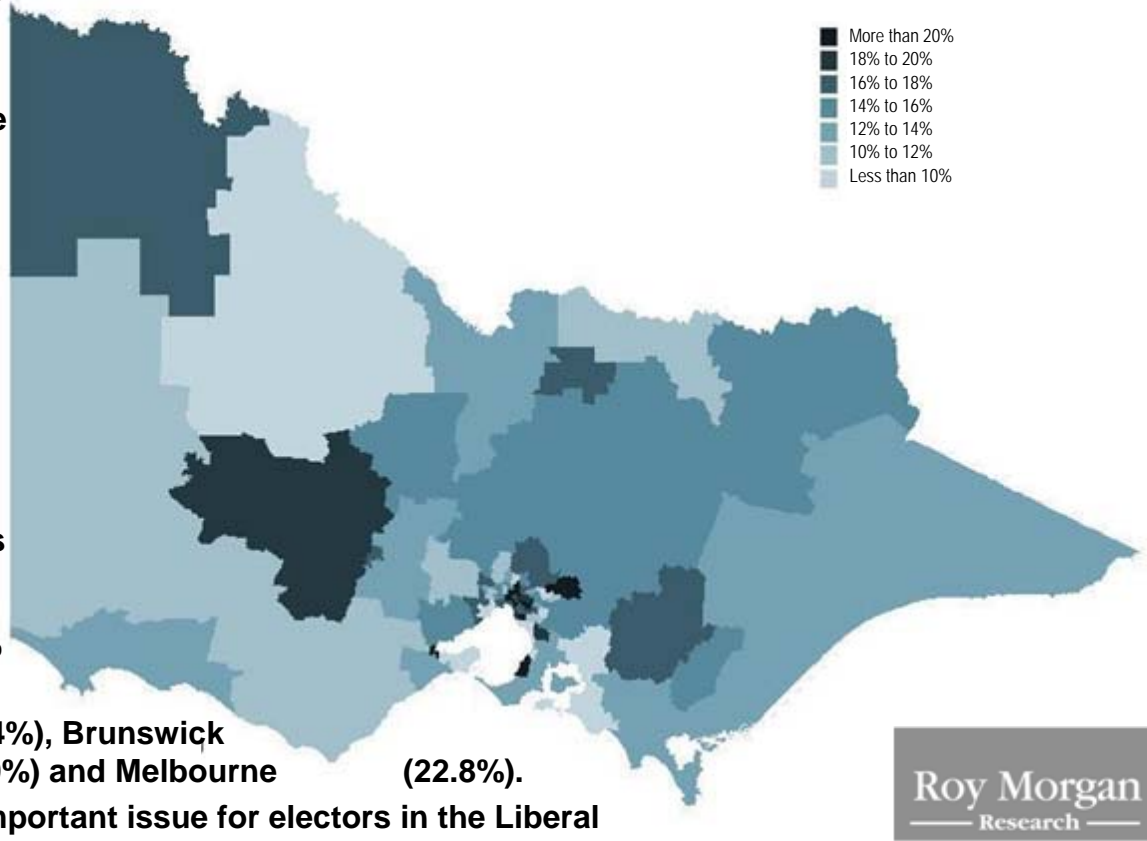 More than 20%
18% to 20%
16% to 18%
14% to 16%
12% to 14%
10% to 12%
Less than 10%
e
s
4%), Brunswick
%) and Melbourne (22.8%).
mportant issue for electors in the Liberal
Roy Morgan
Research